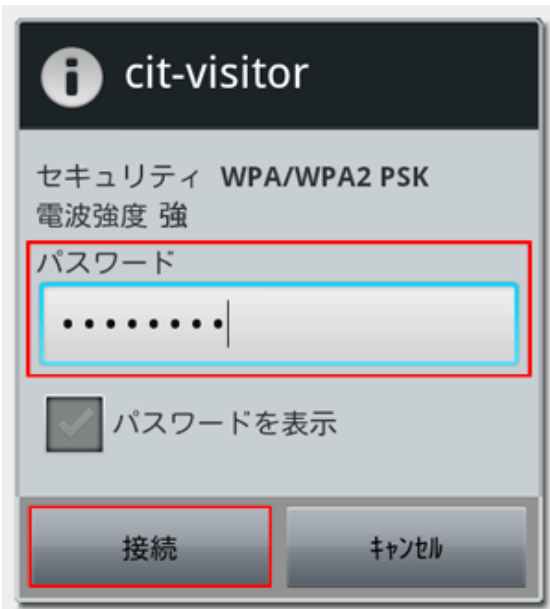 cit-visitor
セキュリティ WPA/WPA2 PSK
電波強度 強
パスワード
••••••••
パスワードを表示
接続
ｷｬﾝｾﾙ